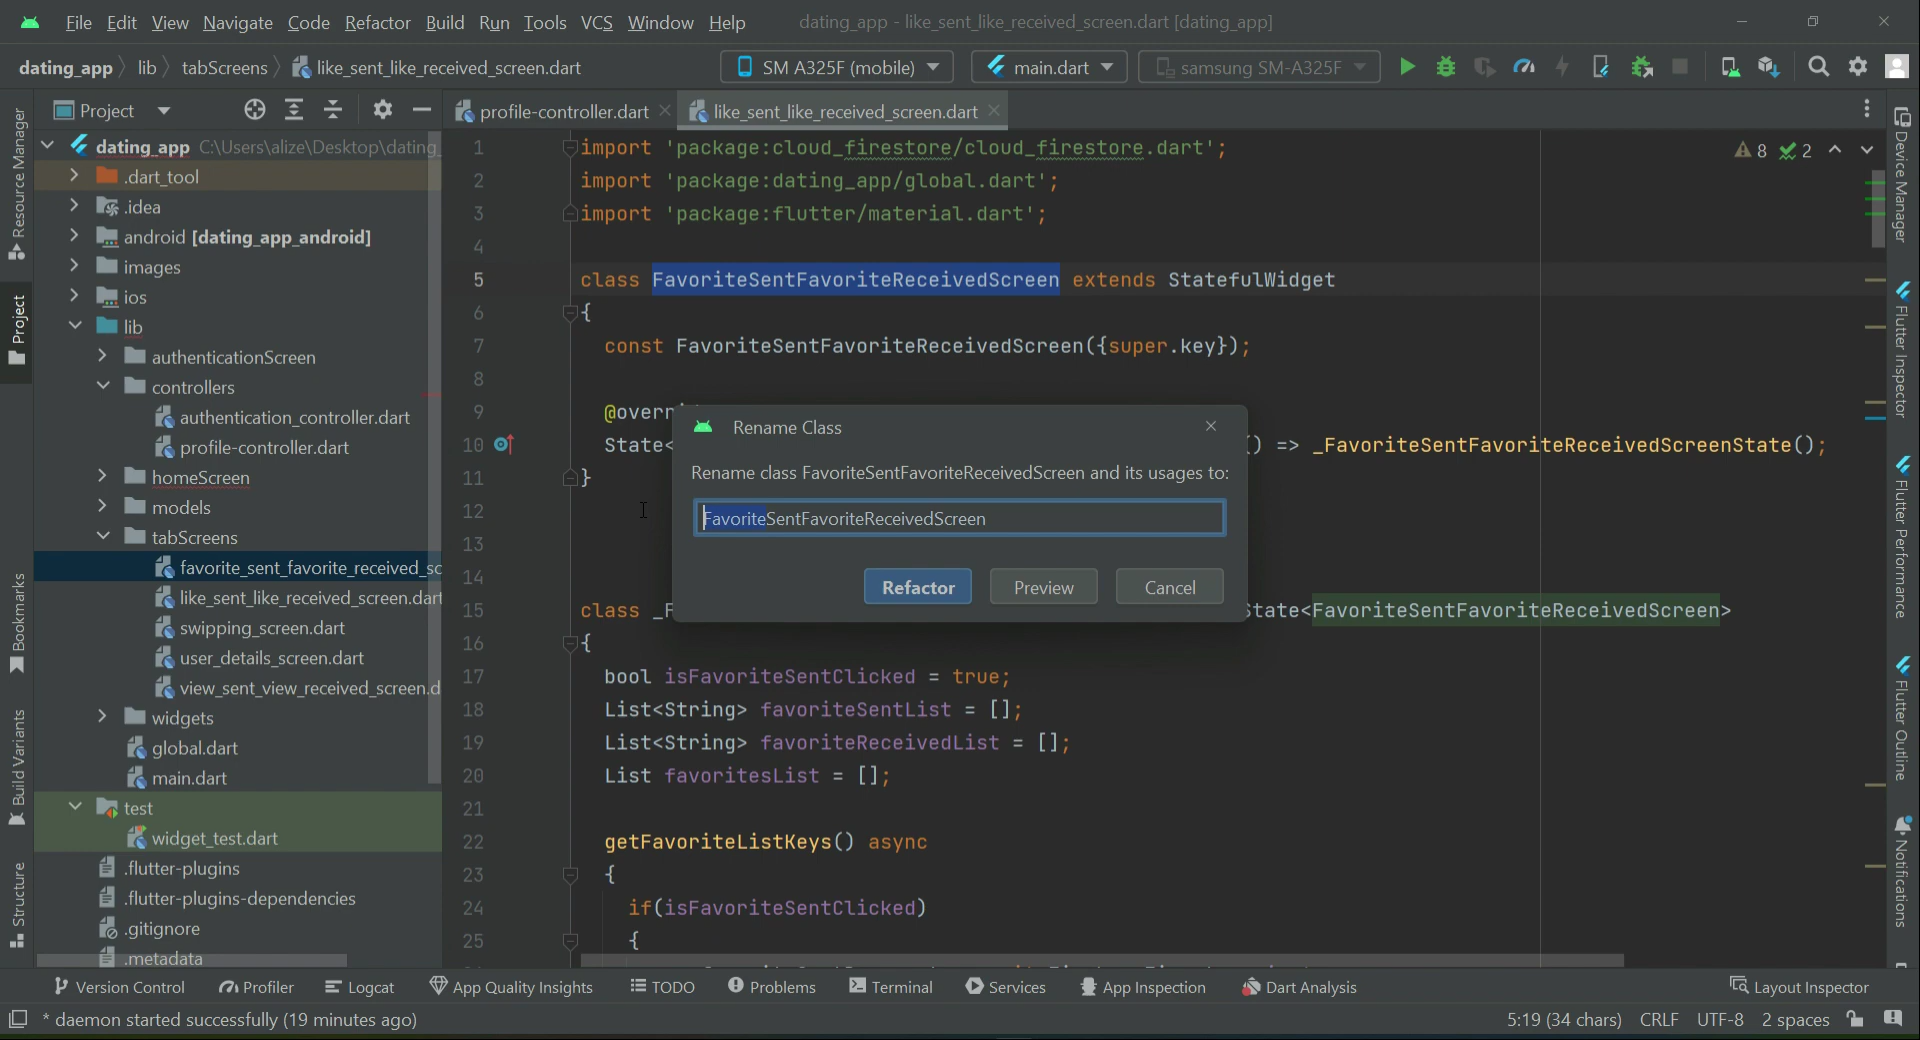 File Edit View Navigate Code Refactor Build Run Tools VCS Window Help dating_app - like_sent_like_received_screen.dart [dating_app]
dating_app lib tabScreens like_sent_like_received_screen.dart SM A325F (mobile) main.dart samsung SM-A325F
Project profile-controller.dart like_sent_like_received_screen.dart
Resource Manager
Project
Bookmarks
Build Variants
Structure
dating_app C:\Users\alize\Desktop\dating_
.dart_tool
.idea
android [dating_app_android]
images
ios
lib
authenticationScreen
controllers
authentication_controller.dart
profile-controller.dart
homeScreen
models
tabScreens
favorite_sent_favorite_received_sc
like_sent_like_received_screen.dart
swipping_screen.dart
user_details_screen.dart
view_sent_view_received_screen.d
widgets
global.dart
main.dart
test
widget_test.dart
.flutter-plugins
.flutter-plugins-dependencies
.gitignore
.metadata
8 2
1 import 'package:cloud_firestore/cloud_firestore.dart';
2 import 'package:dating_app/global.dart';
3 import 'package:flutter/material.dart';
4
5 class FavoriteSentFavoriteReceivedScreen extends StatefulWidget
6 {
7 const FavoriteSentFavoriteReceivedScreen({super.key});
8
9 @overri
10 State< () => _FavoriteSentFavoriteReceivedScreenState();
11 }
12
13
14
15 class _F State<FavoriteSentFavoriteReceivedScreen>
16 {
17 bool isFavoriteSentClicked = true;
18 List<String> favoriteSentList = [];
19 List<String> favoriteReceivedList = [];
20 List favoritesList = [];
21
22 getFavoriteListKeys() async
23 {
24 if(isFavoriteSentClicked)
25 {
Rename Class
Rename class FavoriteSentFavoriteReceivedScreen and its usages to:
FavoriteSentFavoriteReceivedScreen
Refactor Preview Cancel
Device Manager
Flutter Inspector
Flutter Performance
Flutter Outline
Notifications
Version Control Profiler Logcat App Quality Insights TODO Problems Terminal Services App Inspection Dart Analysis Layout Inspector
* daemon started successfully (19 minutes ago) 5:19 (34 chars) CRLF UTF-8 2 spaces